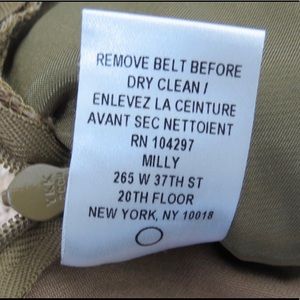 REMOVE BELT BEFORE
DRY CLEAN /
ENLEVEZ LA CEINTURE
AVANT SEC NETTOIENT
RN 104297
MILLY
265 W 37TH ST
20TH FLOOR
NEW YORK, NY 10018
YKK